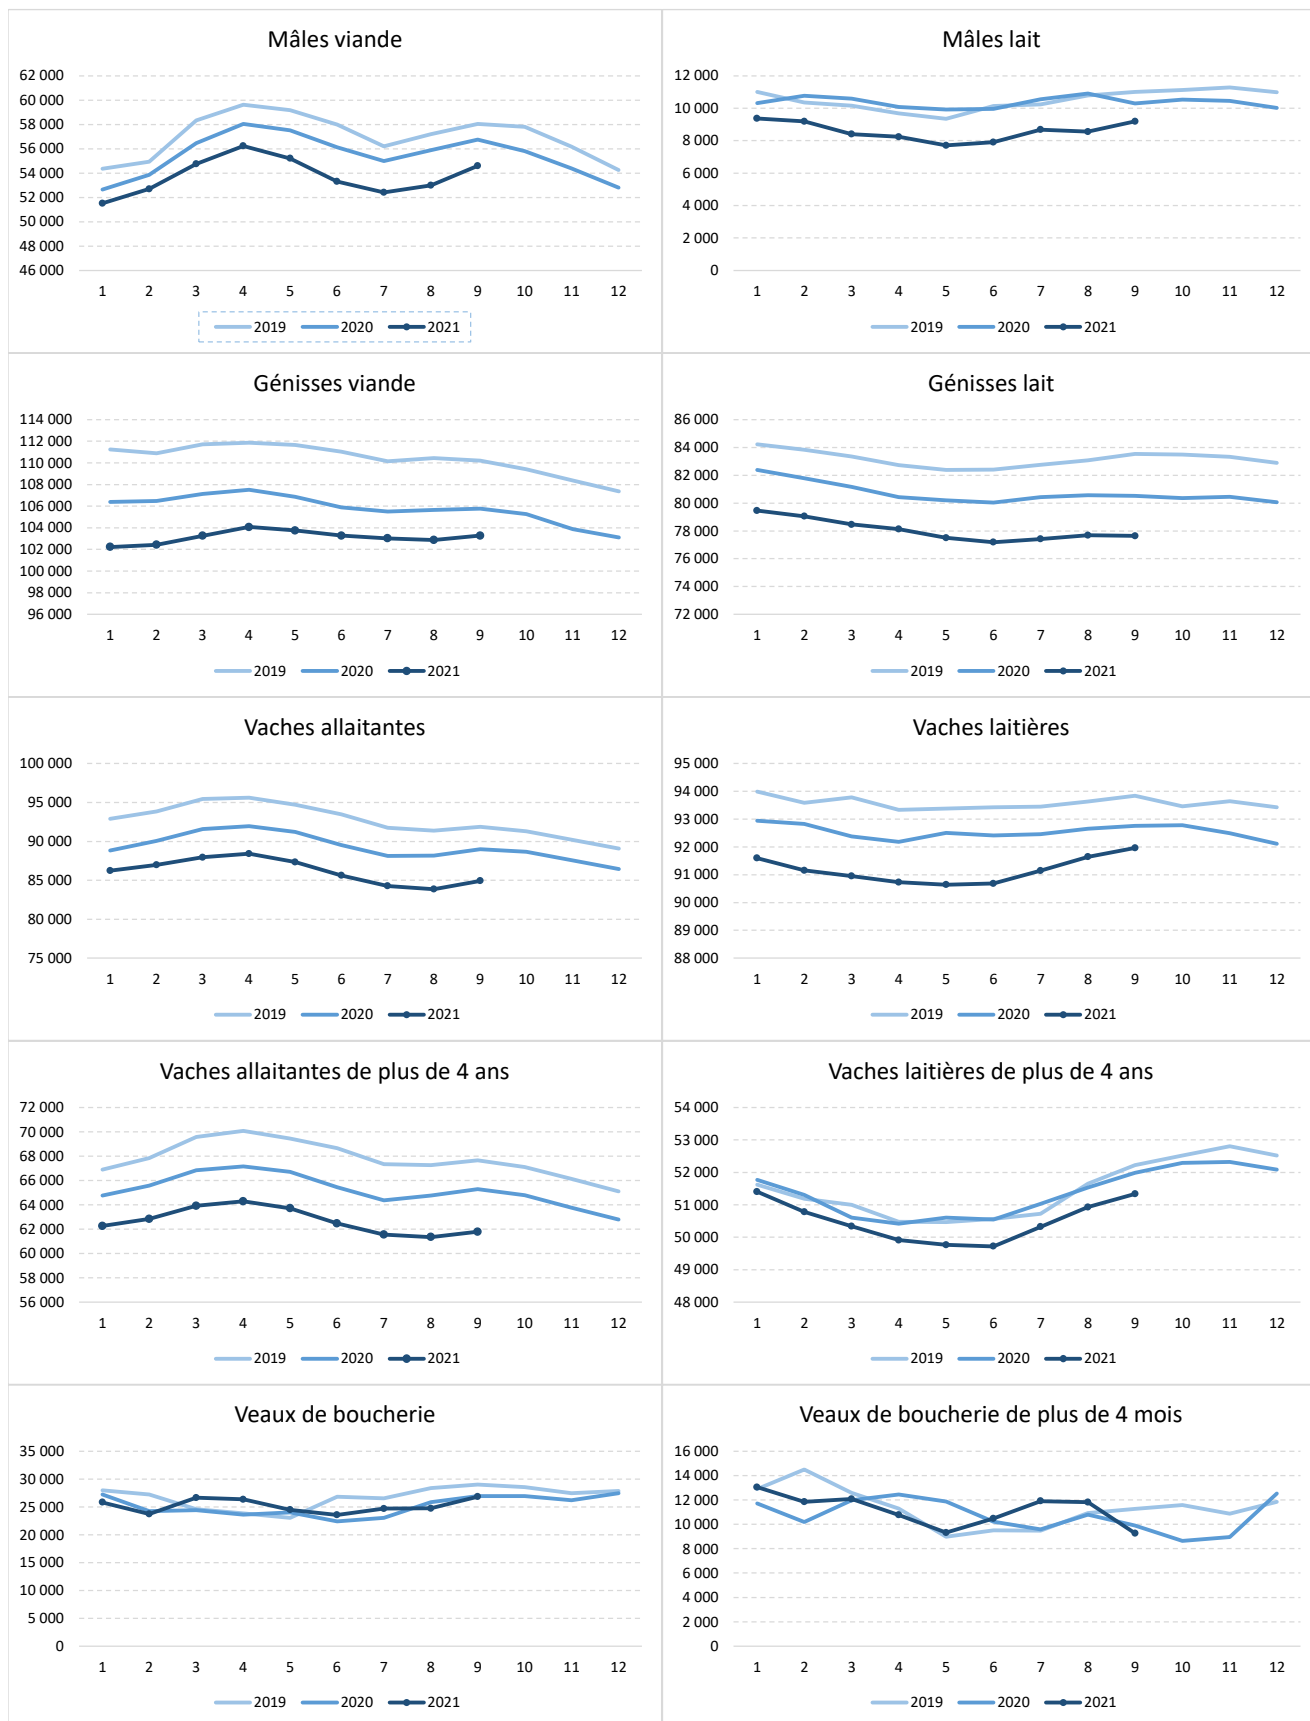 Mâles viande
62 000
60 000
58 000
56 000
54 000
52 000
50 000
48 000
46 000
1 2 3 4 5 6 7 8 9 10 11 12
2019 2020 2021
Mâles lait
12 000
10 000
8 000
6 000
4 000
2 000
0
1 2 3 4 5 6 7 8 9 10 11 12
2019 2020 2021
Génisses viande
114 000
112 000
110 000
108 000
106 000
104 000
102 000
100 000
98 000
96 000
1 2 3 4 5 6 7 8 9 10 11 12
2019 2020 2021
Génisses lait
86 000
84 000
82 000
80 000
78 000
76 000
74 000
72 000
1 2 3 4 5 6 7 8 9 10 11 12
2019 2020 2021
Vaches allaitantes
100 000
95 000
90 000
85 000
80 000
75 000
1 2 3 4 5 6 7 8 9 10 11 12
2019 2020 2021
Vaches laitières
95 000
94 000
93 000
92 000
91 000
90 000
89 000
88 000
1 2 3 4 5 6 7 8 9 10 11 12
2019 2020 2021
Vaches allaitantes de plus de 4 ans
72 000
70 000
68 000
66 000
64 000
62 000
60 000
58 000
56 000
1 2 3 4 5 6 7 8 9 10 11 12
2019 2020 2021
Vaches laitières de plus de 4 ans
54 000
53 000
52 000
51 000
50 000
49 000
48 000
1 2 3 4 5 6 7 8 9 10 11 12
2019 2020 2021
Veaux de boucherie
35 000
30 000
25 000
20 000
15 000
10 000
5 000
0
1 2 3 4 5 6 7 8 9 10 11 12
2019 2020 2021
Veaux de boucherie de plus de 4 mois
16 000
14 000
12 000
10 000
8 000
6 000
4 000
2 000
0
1 2 3 4 5 6 7 8 9 10 11 12
2019 2020 2021